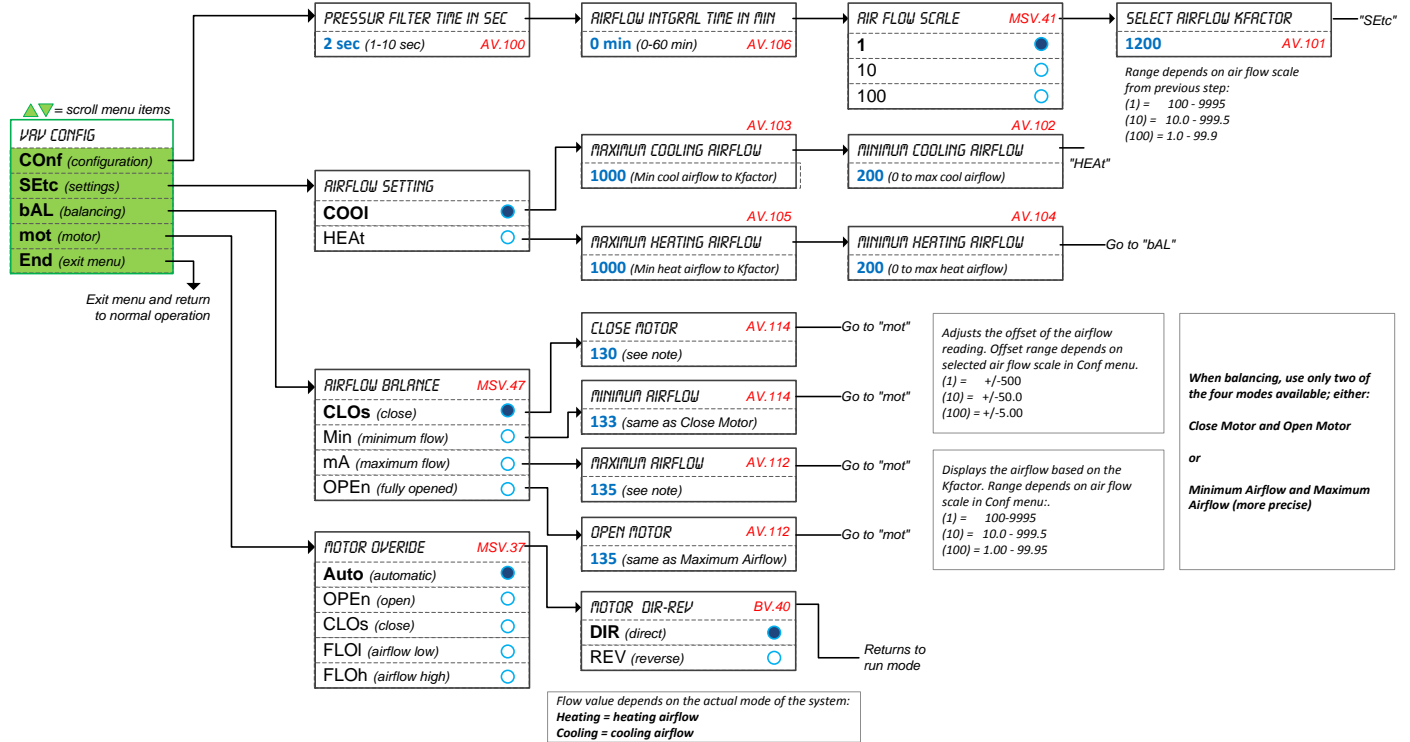 PRESSUR FILTER TIME IN SEC
2 sec (1-10 sec) AV.100
AIRFLOW INTGRAL TIME IN MIN
0 min (0-60 min) AV.106
AIR FLOW SCALE MSV.41
1
10
100
SELECT AIRFLOW KFACTOR
1200 AV.101
"SEtc"
Range depends on air flow scale
from previous step:
(1) = 100 - 9995
(10) = 10.0 - 999.5
(100) = 1.0 - 99.9
= scroll menu items
VAV CONFIG
COnf (configuration)
SEtc (settings)
bAL (balancing)
mot (motor)
End (exit menu)
Exit menu and return
to normal operation
AIRFLOW SETTING
COOl
HEAt
AV.103
MAXIMUM COOLING AIRFLOW
1000 (Min cool airflow to Kfactor)
AV.102
MINIMUM COOLING AIRFLOW
200 (0 to max cool airflow)
"HEAt"
AV.105
MAXIMUM HEATING AIRFLOW
1000 (Min heat airflow to Kfactor)
AV.104
MINIMUM HEATING AIRFLOW
200 (0 to max heat airflow)
Go to "bAL"
AIRFLOW BALANCE MSV.47
CLOs (close)
Min (minimum flow)
mA (maximum flow)
OPEn (fully opened)
CLOSE MOTOR AV.114
130 (see note)
Go to "mot"
MINIMUM AIRFLOW AV.114
133 (same as Close Motor)
Go to "mot"
MAXIMUM AIRFLOW AV.112
135 (see note)
Go to "mot"
OPEN MOTOR AV.112
135 (same as Maximum Airflow)
Go to "mot"
Adjusts the offset of the airflow
reading. Offset range depends on
selected air flow scale in Conf menu.
(1) = +/-500
(10) = +/-50.0
(100) = +/-5.00
Displays the airflow based on the
Kfactor. Range depends on air flow
scale in Conf menu:.
(1) = 100-9995
(10) = 10.0 - 999.5
(100) = 1.00 - 99.95
When balancing, use only two of
the four modes available; either:
Close Motor and Open Motor
or
Minimum Airflow and Maximum
Airflow (more precise)
MOTOR OVERIDE MSV.37
Auto (automatic)
OPEn (open)
CLOs (close)
FLOl (airflow low)
FLOh (airflow high)
MOTOR DIR-REV BV.40
DIR (direct)
REV (reverse)
Returns to
run mode
Flow value depends on the actual mode of the system:
Heating = heating airflow
Cooling = cooling airflow